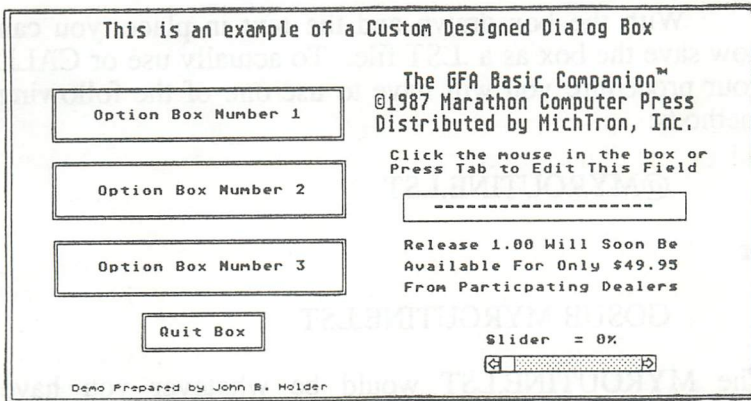 This is an example of a Custom Designed Dialog Box
Option Box Number 1
Option Box Number 2
Option Box Number 3
Quit Box
Demo Prepared by John B. Holder
The GFA Basic Companion™
©1987 Marathon Computer Press
Distributed by MichTron, Inc.
Click the mouse in the box or
Press Tab to Edit This Field
--------------------
Release 1.00 Will Soon Be
Available For Only $49.95
From Particpating Dealers
Slider = 0%